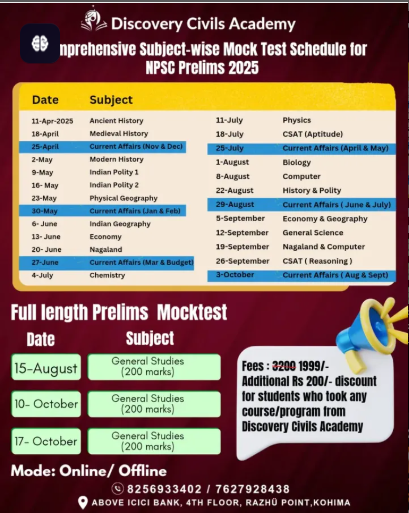 Discovery Civils Academy
mprehensive Subject-wise Mock Test Schedule for
NPSC Prelims 2025
Date Subject
11-Apr-2025 Ancient History
18-April Medieval History
25-April Current Affairs (Nov & Dec)
2-May Modern History
9-May Indian Polity 1
16- May Indian Polity 2
23-May Physical Geography
30-May Current Affairs (Jan & Feb)
6- June Indian Geography
13- June Economy
20- June Nagaland
27-June Current Affairs (Mar & Budget)
4-July Chemistry
11-July Physics
18-July CSAT (Aptitude)
25-July Current Affairs (April & May)
1-August Biology
8-August Computer
22-August History & Polity
29-August Current Affairs ( June & July)
5-September Economy & Geography
12-September General Science
19-September Nagaland & Computer
26-September CSAT ( Reasoning )
3-October Current Affairs ( Aug & Sept)
Full length Prelims Mocktest
Date Subject
15-August General Studies
(200 marks)
10- October General Studies
(200 marks)
17- October General Studies
(200 marks)
Fees : 3200 1999/-
Additional Rs 200/- discount
for students who took any
course/program from
Discovery Civils Academy
Mode: Online/ Offline
8256933402 / 7627928438
ABOVE ICICI BANK, 4TH FLOOR, RAZHÜ POINT,KOHIMA